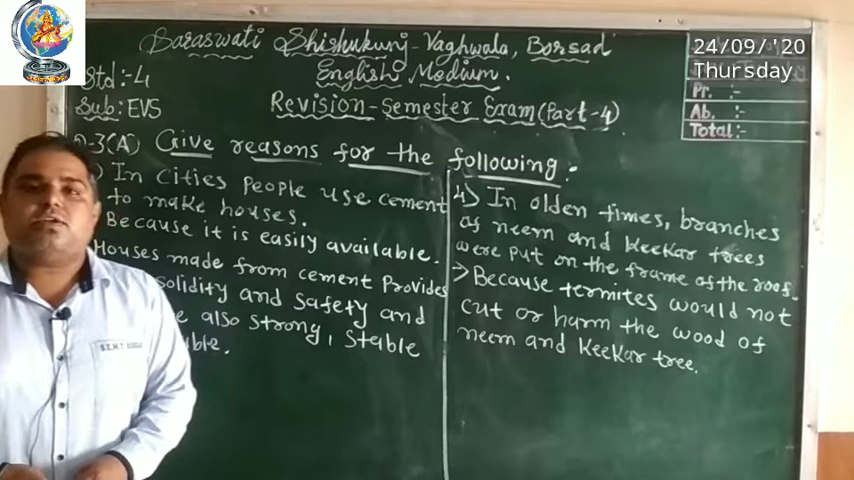 Saraswati Shishukunj - Vaghwala, Borsad
English Medium.
24/09/'20
Thursday
Std :- 4
Sub : EVS
Revision - Semester Exam (Part - 4)
Pr. :-
Ab. :-
Total :-
Q-3(A) Give reasons for the following :-
In cities people use cement
to make houses.
Because it is easily available.
Houses made from cement Provides
solidity and safety and
also strong, Stable
4) In olden times, branches
of neem and Keekar trees
were put on the frame of the roof.
→ Because termites would not
cut or harm the wood of
neem and Keekar tree.